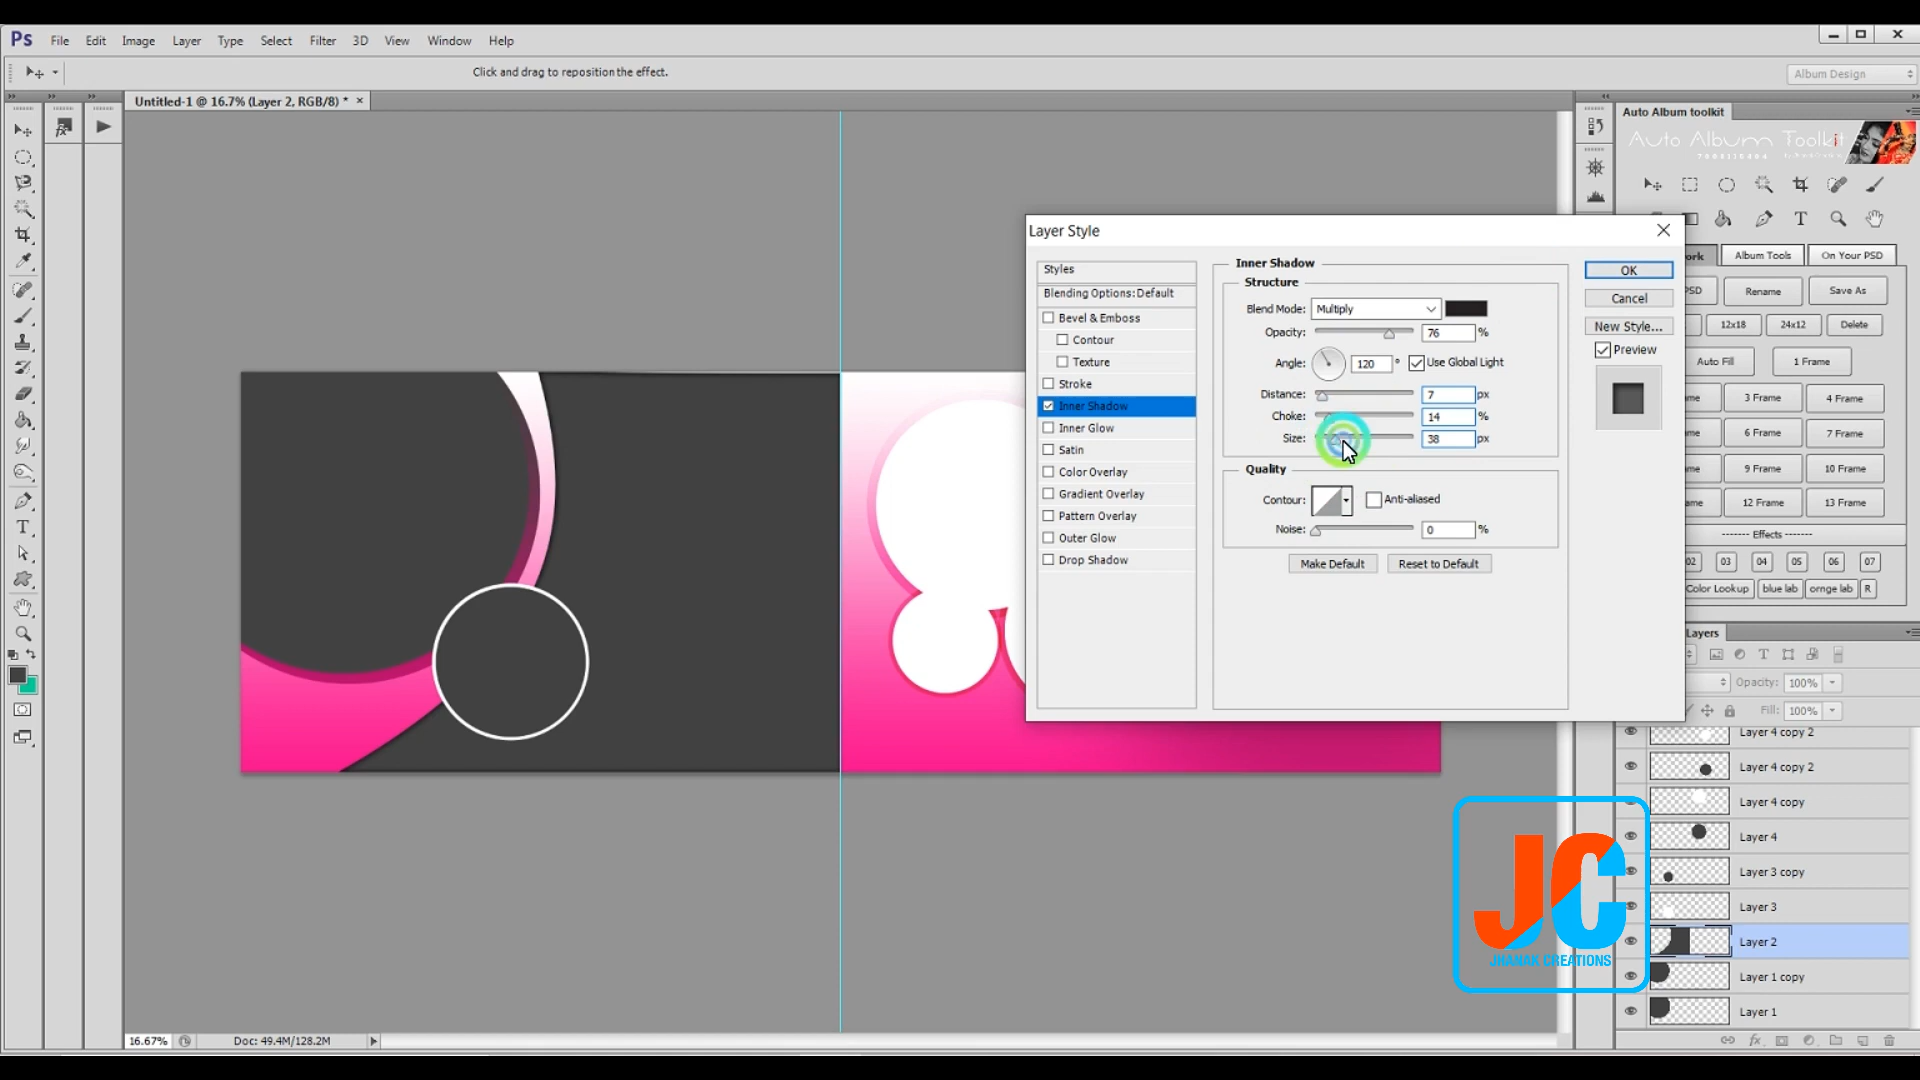 Ps File Edit Image Layer Type Select Filter 3D View Window Help
Click and drag to reposition the effect.
Album Design
Untitled-1 @ 16.7% (Layer 2, RGB/8) * ×
Auto Album toolkit
Auto Album Toolkit
Layer Style
Styles
Blending Options: Default
Bevel & Emboss
Contour
Texture
Stroke
Inner Shadow
Inner Glow
Satin
Color Overlay
Gradient Overlay
Pattern Overlay
Outer Glow
Drop Shadow
Inner Shadow
Structure
Blend Mode: Multiply
Opacity: 76 %
Angle: 120 ° Use Global Light
Distance: 7 px
Choke: 14 %
Size: 38 px
Quality
Contour: Anti-aliased
Noise: 0 %
Make Default Reset to Default
OK
Cancel
New Style...
Preview
ork Album Tools On Your PSD
PSD Rename Save As
12x18 24x12 Delete
Auto Fill 1 Frame
me 3 Frame 4 Frame
me 6 Frame 7 Frame
me 9 Frame 10 Frame
me 12 Frame 13 Frame
------- Effects -------
02 03 04 05 06 07
Color Lookup blue lab ornge lab R
Layers
Opacity: 100%
Fill: 100%
Layer 4 copy 2
Layer 4 copy 2
Layer 4 copy
Layer 4
Layer 3 copy
Layer 3
Layer 2
Layer 1 copy
Layer 1
JC
JHANAK CREATIONS
16.67% Doc: 49.4M/128.2M